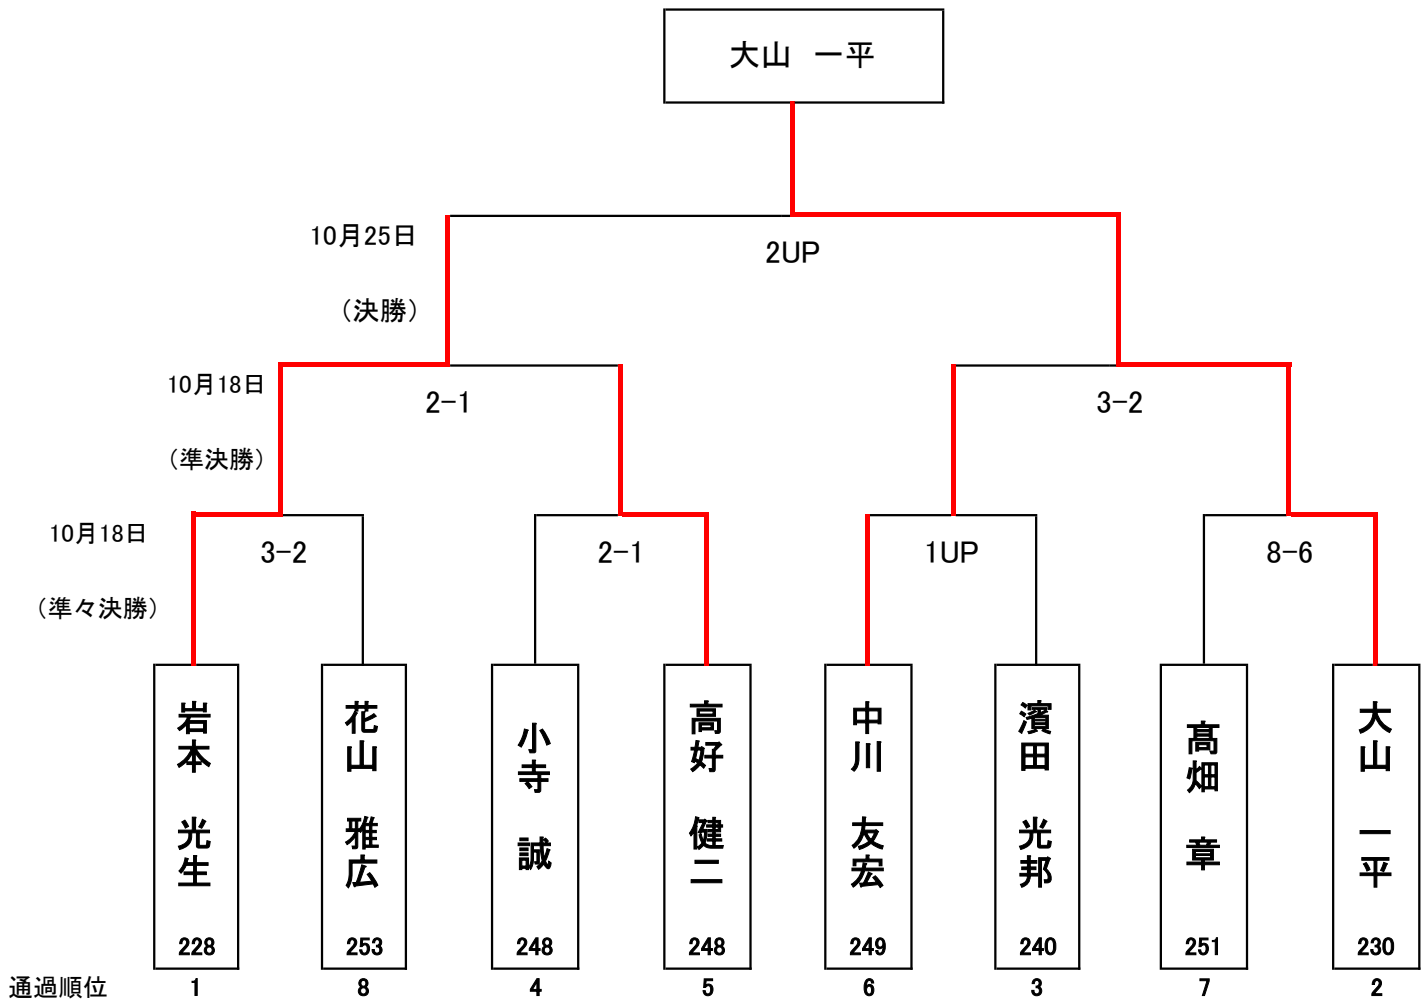 大山　一平
10月25日
2UP
（決勝）
10月18日
2-1
3-2
（準決勝）
10月18日
3-2
2-1
1UP
8-6
（準々決勝）
岩本　光生
花山　雅広
小寺　誠
高好　健二
中川　友宏
濱田　光邦
髙畑　章
大山　一平
228
253
248
248
249
240
251
230
通過順位
1
8
4
5
6
3
7
2